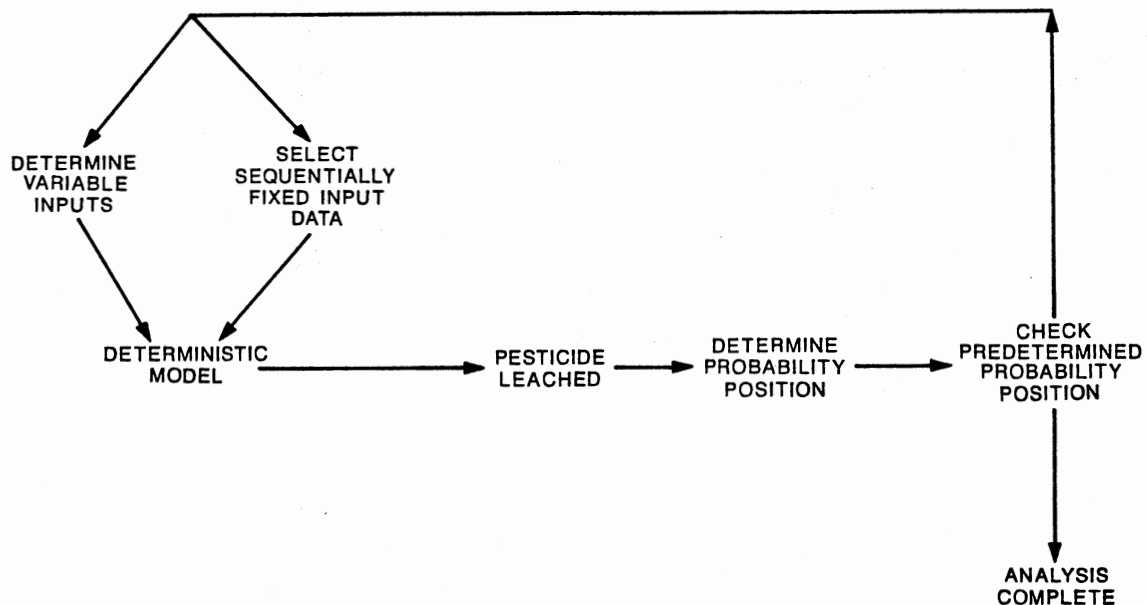 DETERMINE
VARIABLE
INPUTS
SELECT
SEQUENTIALLY
FIXED INPUT
DATA
DETERMINISTIC
MODEL
PESTICIDE
LEACHED
DETERMINE
PROBABILITY
POSITION
CHECK
PREDETERMINED
PROBABILITY
POSITION
ANALYSIS
COMPLETE